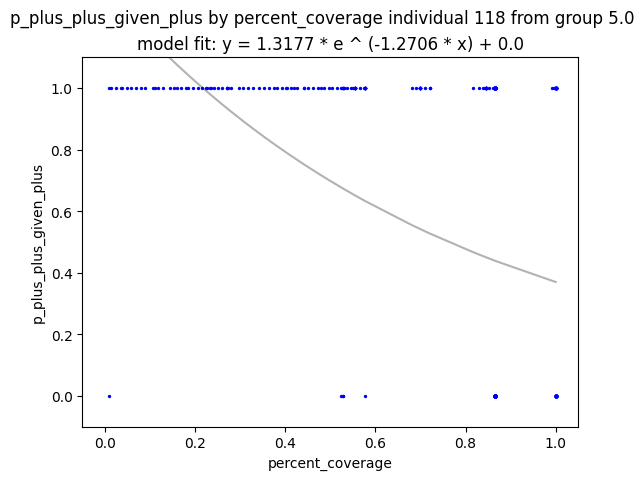 p_plus_plus_given_plus by percent_coverage individual 118 from group 5.0
model fit: y = 1.3177 * e ^ (-1.2706 * x) + 0.0
1.0
0.8
0.6
0.4
0.2
0.0
p_plus_plus_given_plus
0.0 0.2 0.4 0.6 0.8 1.0
percent_coverage